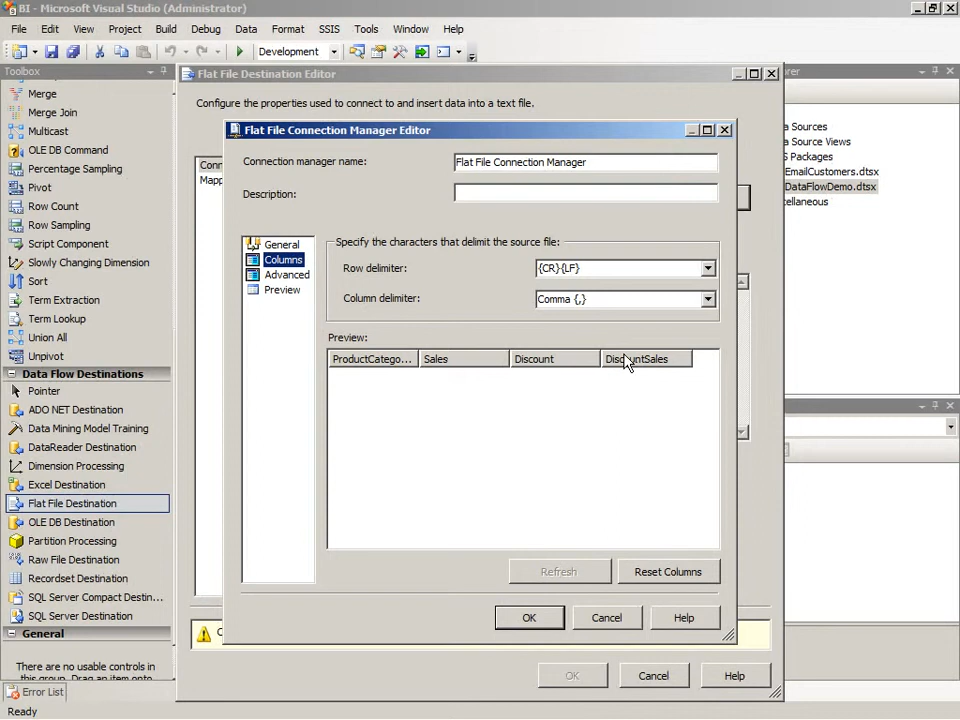 BI - Microsoft Visual Studio (Administrator)
File Edit View Project Build Debug Data Format SSIS Tools Window Help
Development
Toolbox
Merge
Merge Join
Multicast
OLE DB Command
Percentage Sampling
Pivot
Row Count
Row Sampling
Script Component
Slowly Changing Dimension
Sort
Term Extraction
Term Lookup
Union All
Unpivot
Data Flow Destinations
Pointer
ADO NET Destination
Data Mining Model Training
DataReader Destination
Dimension Processing
Excel Destination
Flat File Destination
OLE DB Destination
Partition Processing
Raw File Destination
Recordset Destination
SQL Server Compact Destin...
SQL Server Destination
General
There are no usable controls in
this group. Drag an item onto
Error List
Ready
Flat File Destination Editor
Configure the properties used to connect to and insert data into a text file.
Conn
Mapp
Flat File Connection Manager Editor
Connection manager name: Flat File Connection Manager
Description:
General
Columns
Advanced
Preview
Specify the characters that delimit the source file:
Row delimiter: {CR}{LF}
Column delimiter: Comma {,}
Preview:
ProductCatego... Sales Discount DiscountSales
Refresh Reset Columns
OK Cancel Help
OK Cancel Help
rer
a Sources
a Source Views
S Packages
EmailCustomers.dtsx
DataFlowDemo.dtsx
cellaneous